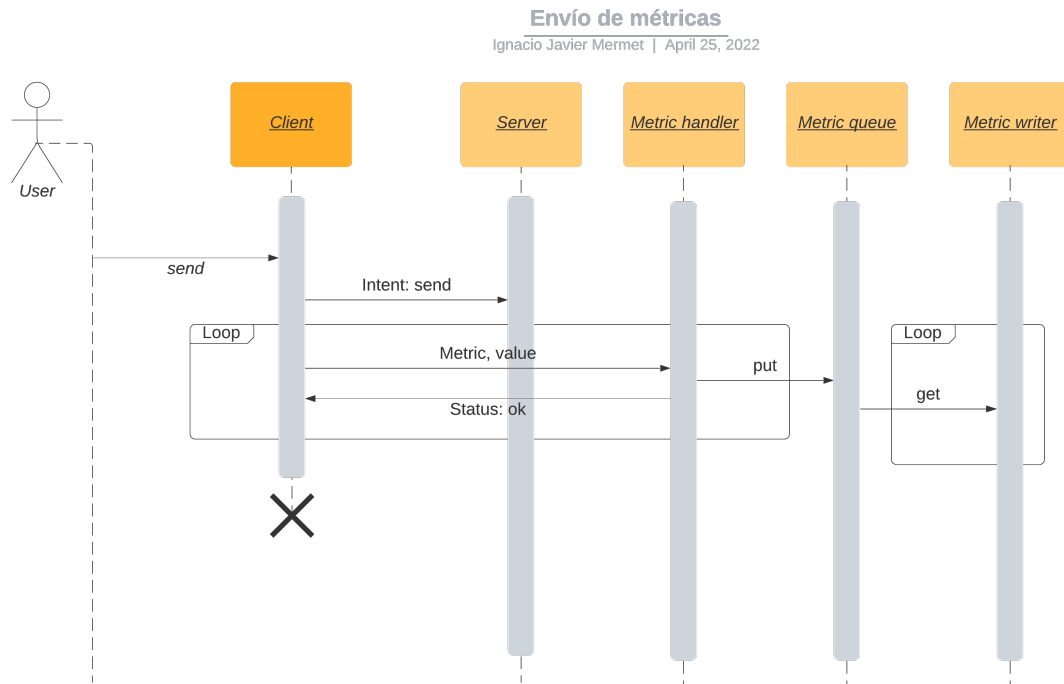 Envío de métricas
Ignacio Javier Mermet | April 25, 2022
Client
Server
Metric handler
Metric queue
Metric writer
User
send
Intent: send
Loop
Loop
Metric, value
put
get
Status: ok